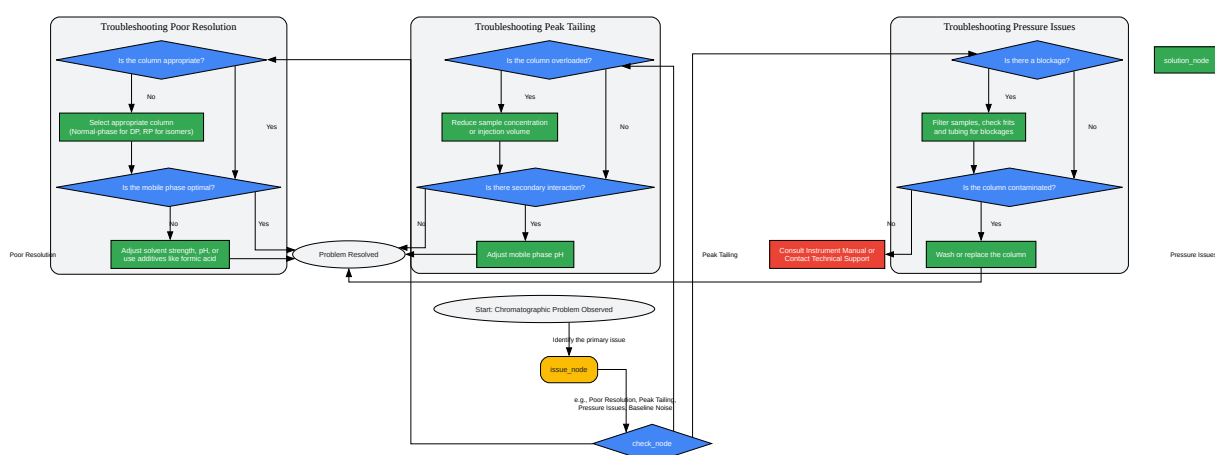 Troubleshooting Poor Resolution
Is the column appropriate?
No
Yes
Select appropriate column
(Normal-phase for DP, RP for isomers)
Is the mobile phase optimal?
No
Yes
Adjust solvent strength, pH, or
use additives like formic acid
Poor Resolution
Problem Resolved
Troubleshooting Peak Tailing
Is the column overloaded?
Yes
No
Reduce sample concentration
or injection volume
Is there secondary interaction?
No
Yes
Adjust mobile phase pH
Peak Tailing
Troubleshooting Pressure Issues
Is there a blockage?
Yes
No
Filter samples, check frits
and tubing for blockages
Is the column contaminated?
No
Yes
Consult Instrument Manual or
Contact Technical Support
Wash or replace the column
solution_node
Pressure Issues
Start: Chromatographic Problem Observed
Identify the primary issue
issue_node
e.g., Poor Resolution, Peak Tailing,
Pressure Issues, Baseline Noise
check_node